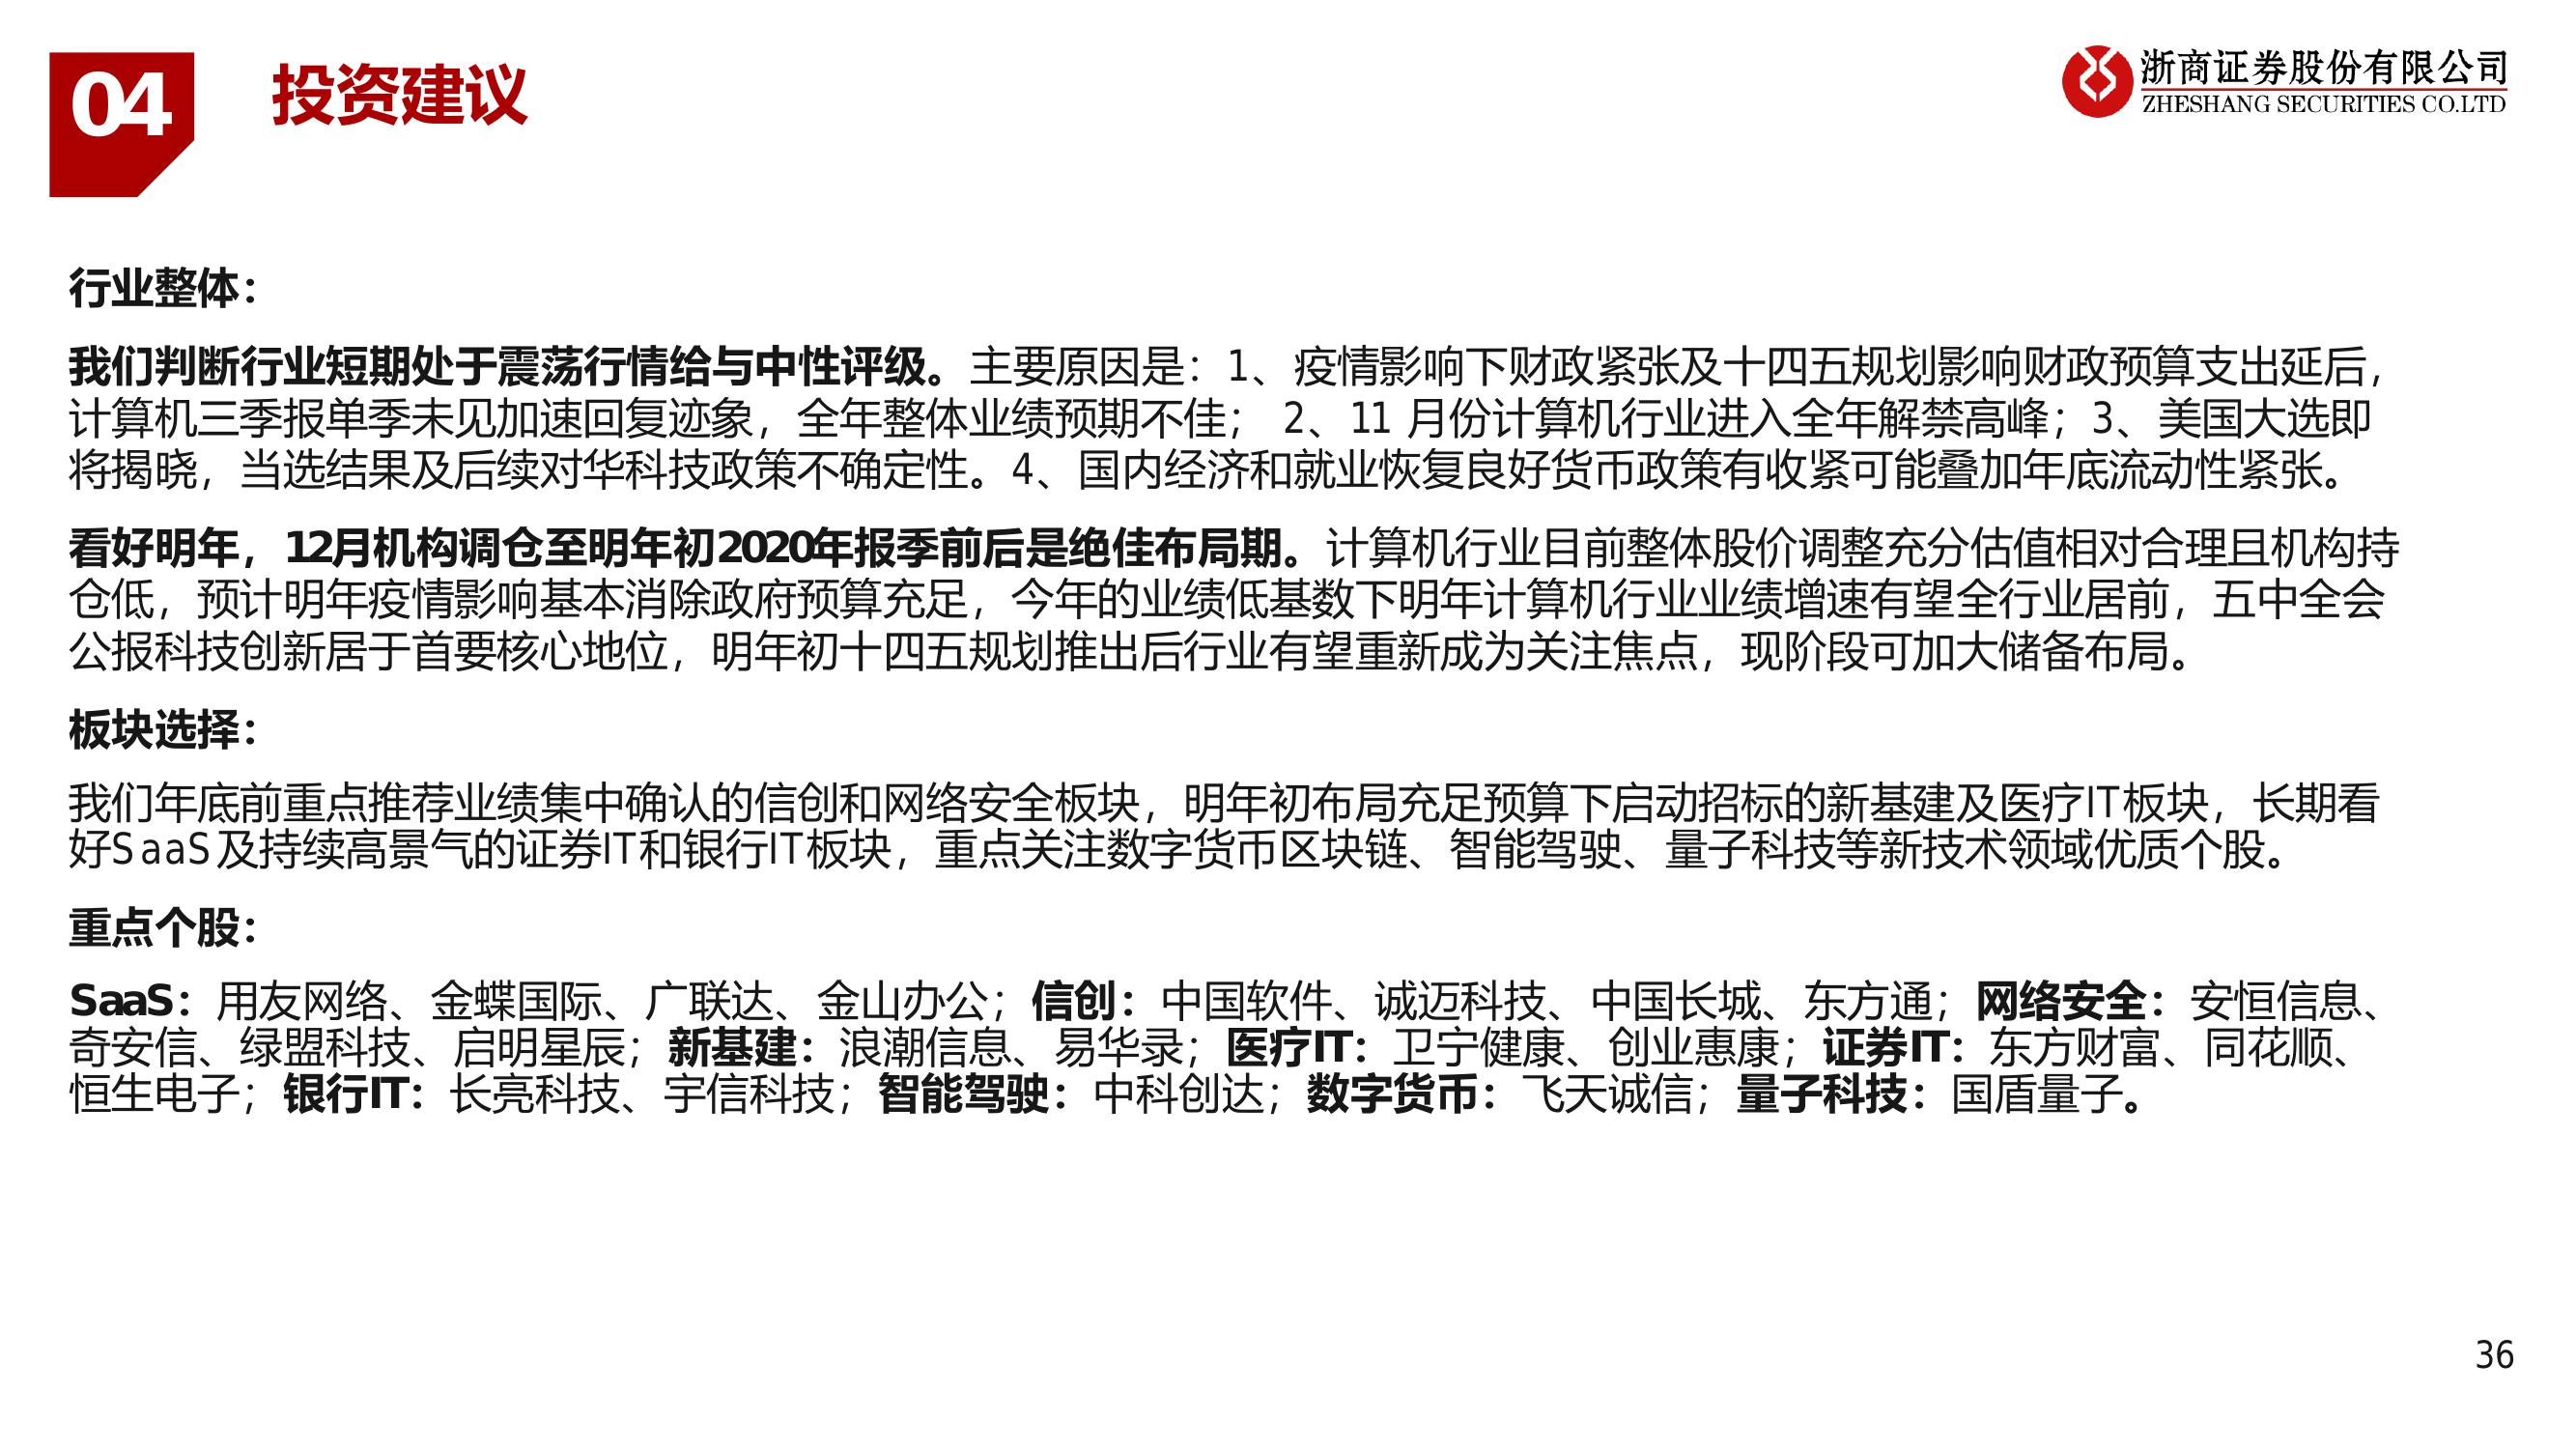 04
投资建议
浙商证券股份有限公司
ZHESHANG SECURITIES CO.LTD
行业整体：
我们判断行业短期处于震荡行情给与中性评级。主要原因是：1、疫情影响下财政紧张及十四五规划影响财政预算支出延后，
计算机三季报单季未见加速回复迹象，全年整体业绩预期不佳； 2、11 月份计算机行业进入全年解禁高峰；3、美国大选即
将揭晓，当选结果及后续对华科技政策不确定性。4、国内经济和就业恢复良好货币政策有收紧可能叠加年底流动性紧张。
看好明年，12月机构调仓至明年初2020年报季前后是绝佳布局期。计算机行业目前整体股价调整充分估值相对合理且机构持
仓低，预计明年疫情影响基本消除政府预算充足，今年的业绩低基数下明年计算机行业业绩增速有望全行业居前，五中全会
公报科技创新居于首要核心地位，明年初十四五规划推出后行业有望重新成为关注焦点，现阶段可加大储备布局。
板块选择：
我们年底前重点推荐业绩集中确认的信创和网络安全板块，明年初布局充足预算下启动招标的新基建及医疗IT板块，长期看
好SaaS及持续高景气的证券IT和银行IT板块，重点关注数字货币区块链、智能驾驶、量子科技等新技术领域优质个股。
重点个股：
SaaS：用友网络、金蝶国际、广联达、金山办公；信创：中国软件、诚迈科技、中国长城、东方通；网络安全：安恒信息、
奇安信、绿盟科技、启明星辰；新基建：浪潮信息、易华录；医疗IT：卫宁健康、创业惠康；证券IT：东方财富、同花顺、
恒生电子；银行IT：长亮科技、宇信科技；智能驾驶：中科创达；数字货币：飞天诚信；量子科技：国盾量子。
36